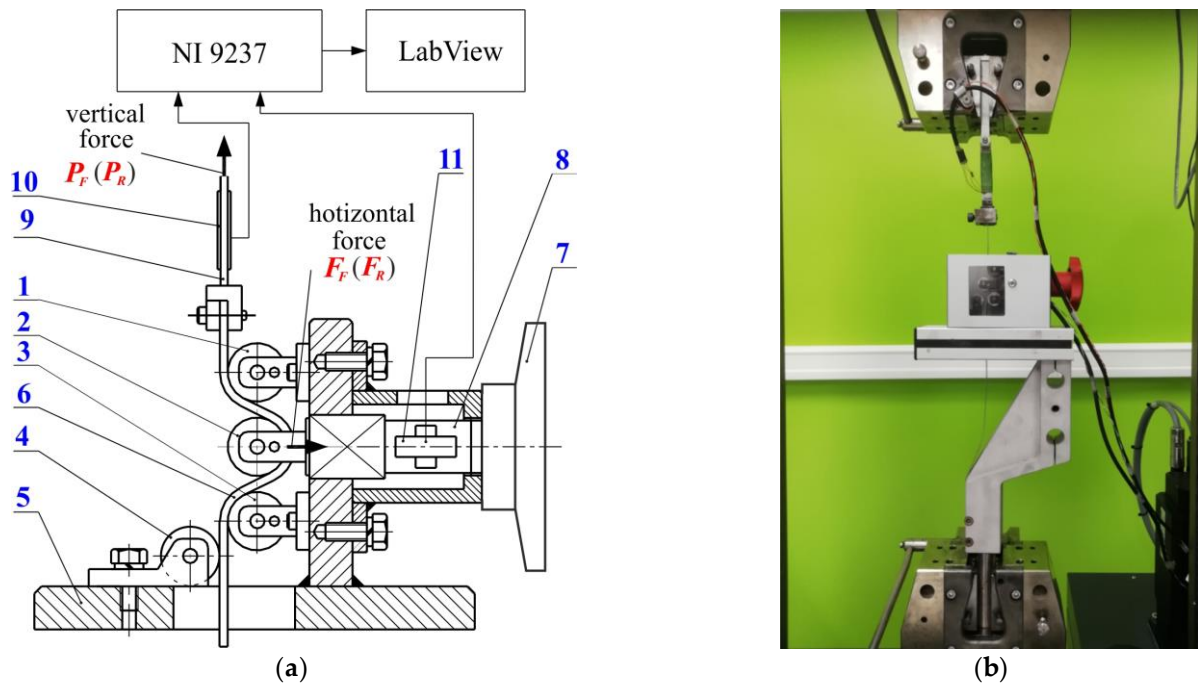 NI 9237
LabView
vertical
force
P_F (P_R)
10
9
11
8
hotizontal
force
F_F (F_R)
7
1
2
3
6
4
5
(a)
(b)